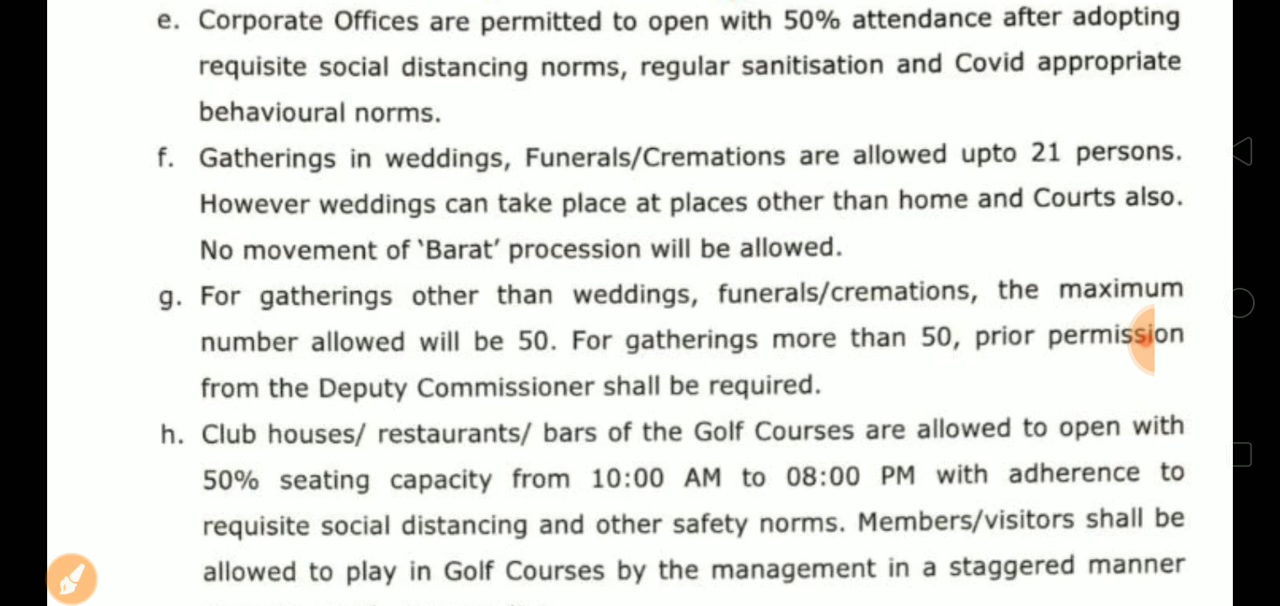 e. Corporate Offices are permitted to open with 50% attendance after adopting
requisite social distancing norms, regular sanitisation and Covid appropriate
behavioural norms.
f. Gatherings in weddings, Funerals/Cremations are allowed upto 21 persons.
However weddings can take place at places other than home and Courts also.
No movement of ‘Barat’ procession will be allowed.
g. For gatherings other than weddings, funerals/cremations, the maximum
number allowed will be 50. For gatherings more than 50, prior permission
from the Deputy Commissioner shall be required.
h. Club houses/ restaurants/ bars of the Golf Courses are allowed to open with
50% seating capacity from 10:00 AM to 08:00 PM with adherence to
requisite social distancing and other safety norms. Members/visitors shall be
allowed to play in Golf Courses by the management in a staggered manner